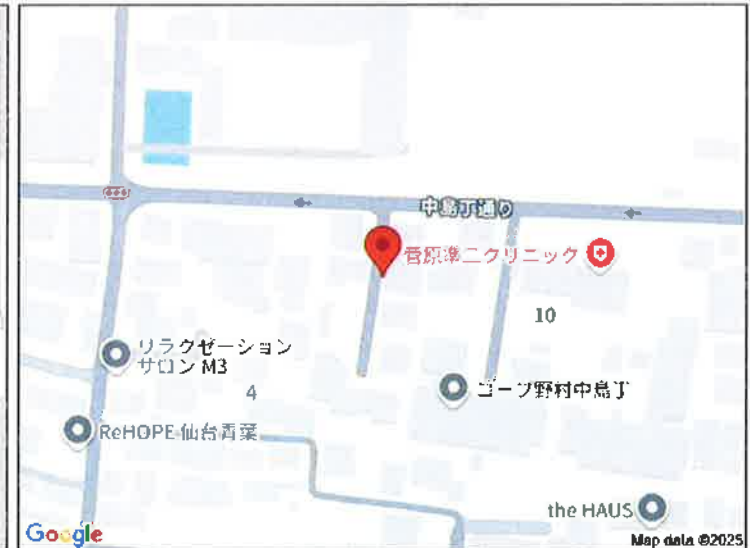 中島丁通り
菅原準二クリニック
10
リラクゼーション
サロン M3
4
コープ野村中島丁
ReHOPE 仙台青葉
the HAUS
Google
Map data ©2025